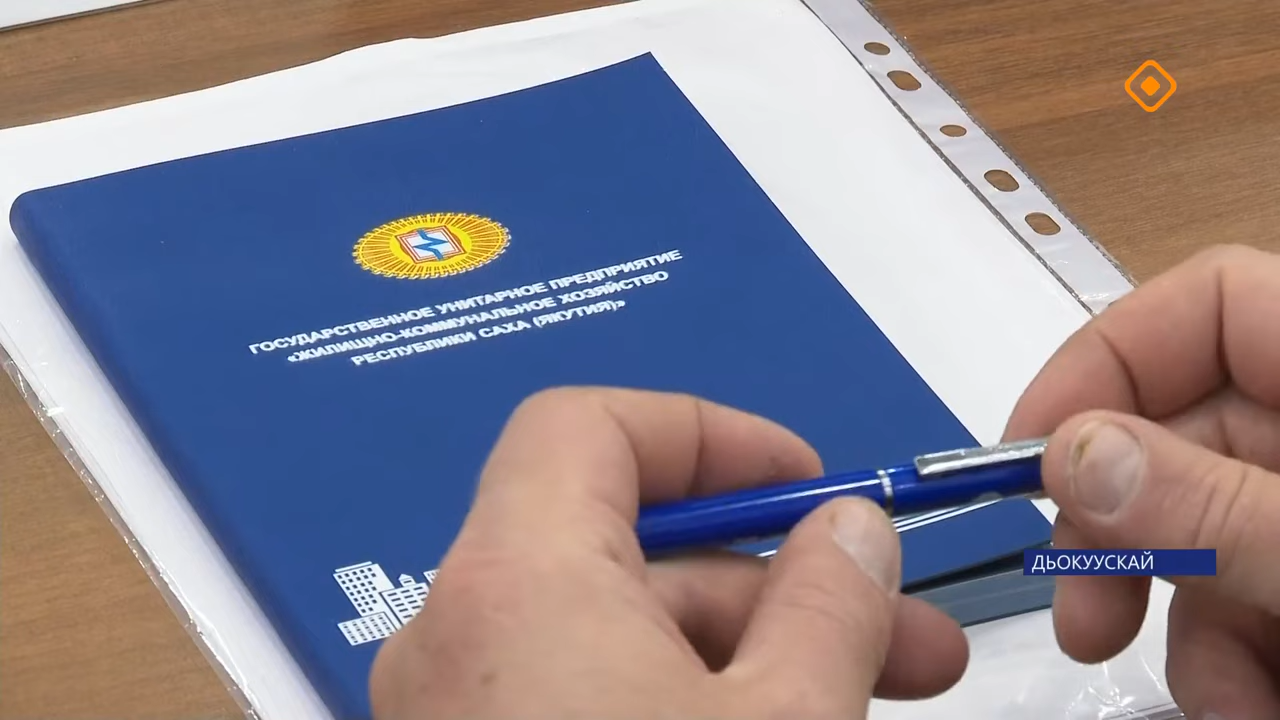 ГОСУДАРСТВЕННОЕ УНИТАРНОЕ ПРЕДПРИЯТИЕ
«ЖИЛИЩНО-КОММУНАЛЬНОЕ ХОЗЯЙСТВО
РЕСПУБЛИКИ САХА (ЯКУТИЯ)»
ДЬОКУУСКАЙ